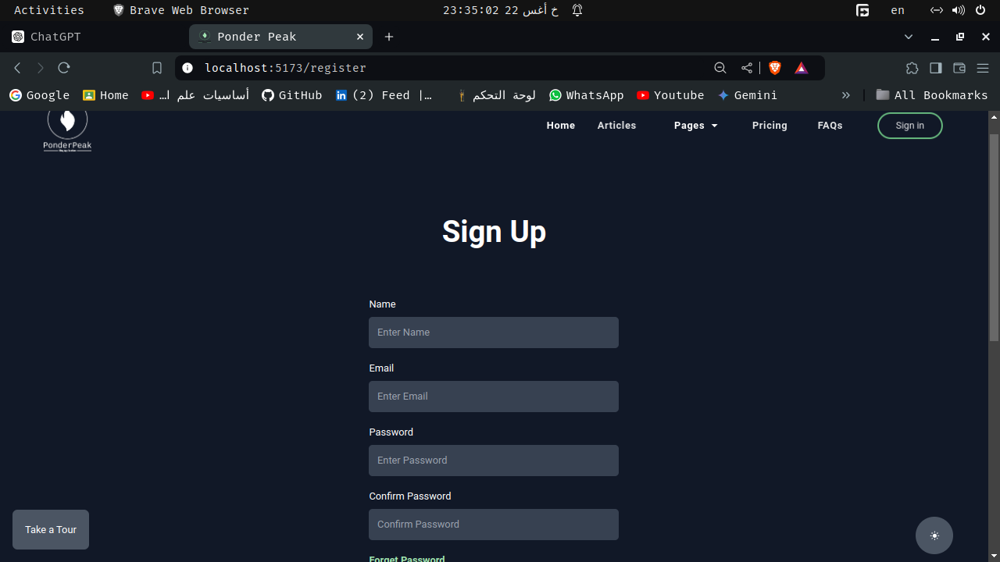 Activities Brave Web Browser 23:35:02 22 خ أغس en
ChatGPT Ponder Peak
localhost:5173/register
Google Home أساسيات علم ا… GitHub (2) Feed |… لوحة التحكم WhatsApp Youtube Gemini » All Bookmarks
PonderPeak
Home Articles Pages Pricing FAQs Sign in
Sign Up
Name
Enter Name
Email
Enter Email
Password
Enter Password
Confirm Password
Confirm Password
Take a Tour
Forget Password